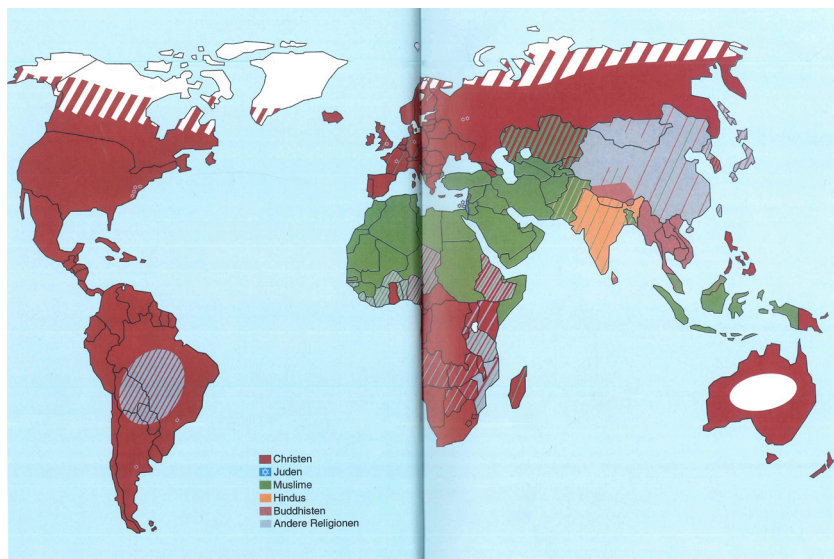 Christen
Juden
Muslime
Hindus
Buddhisten
Andere Religionen